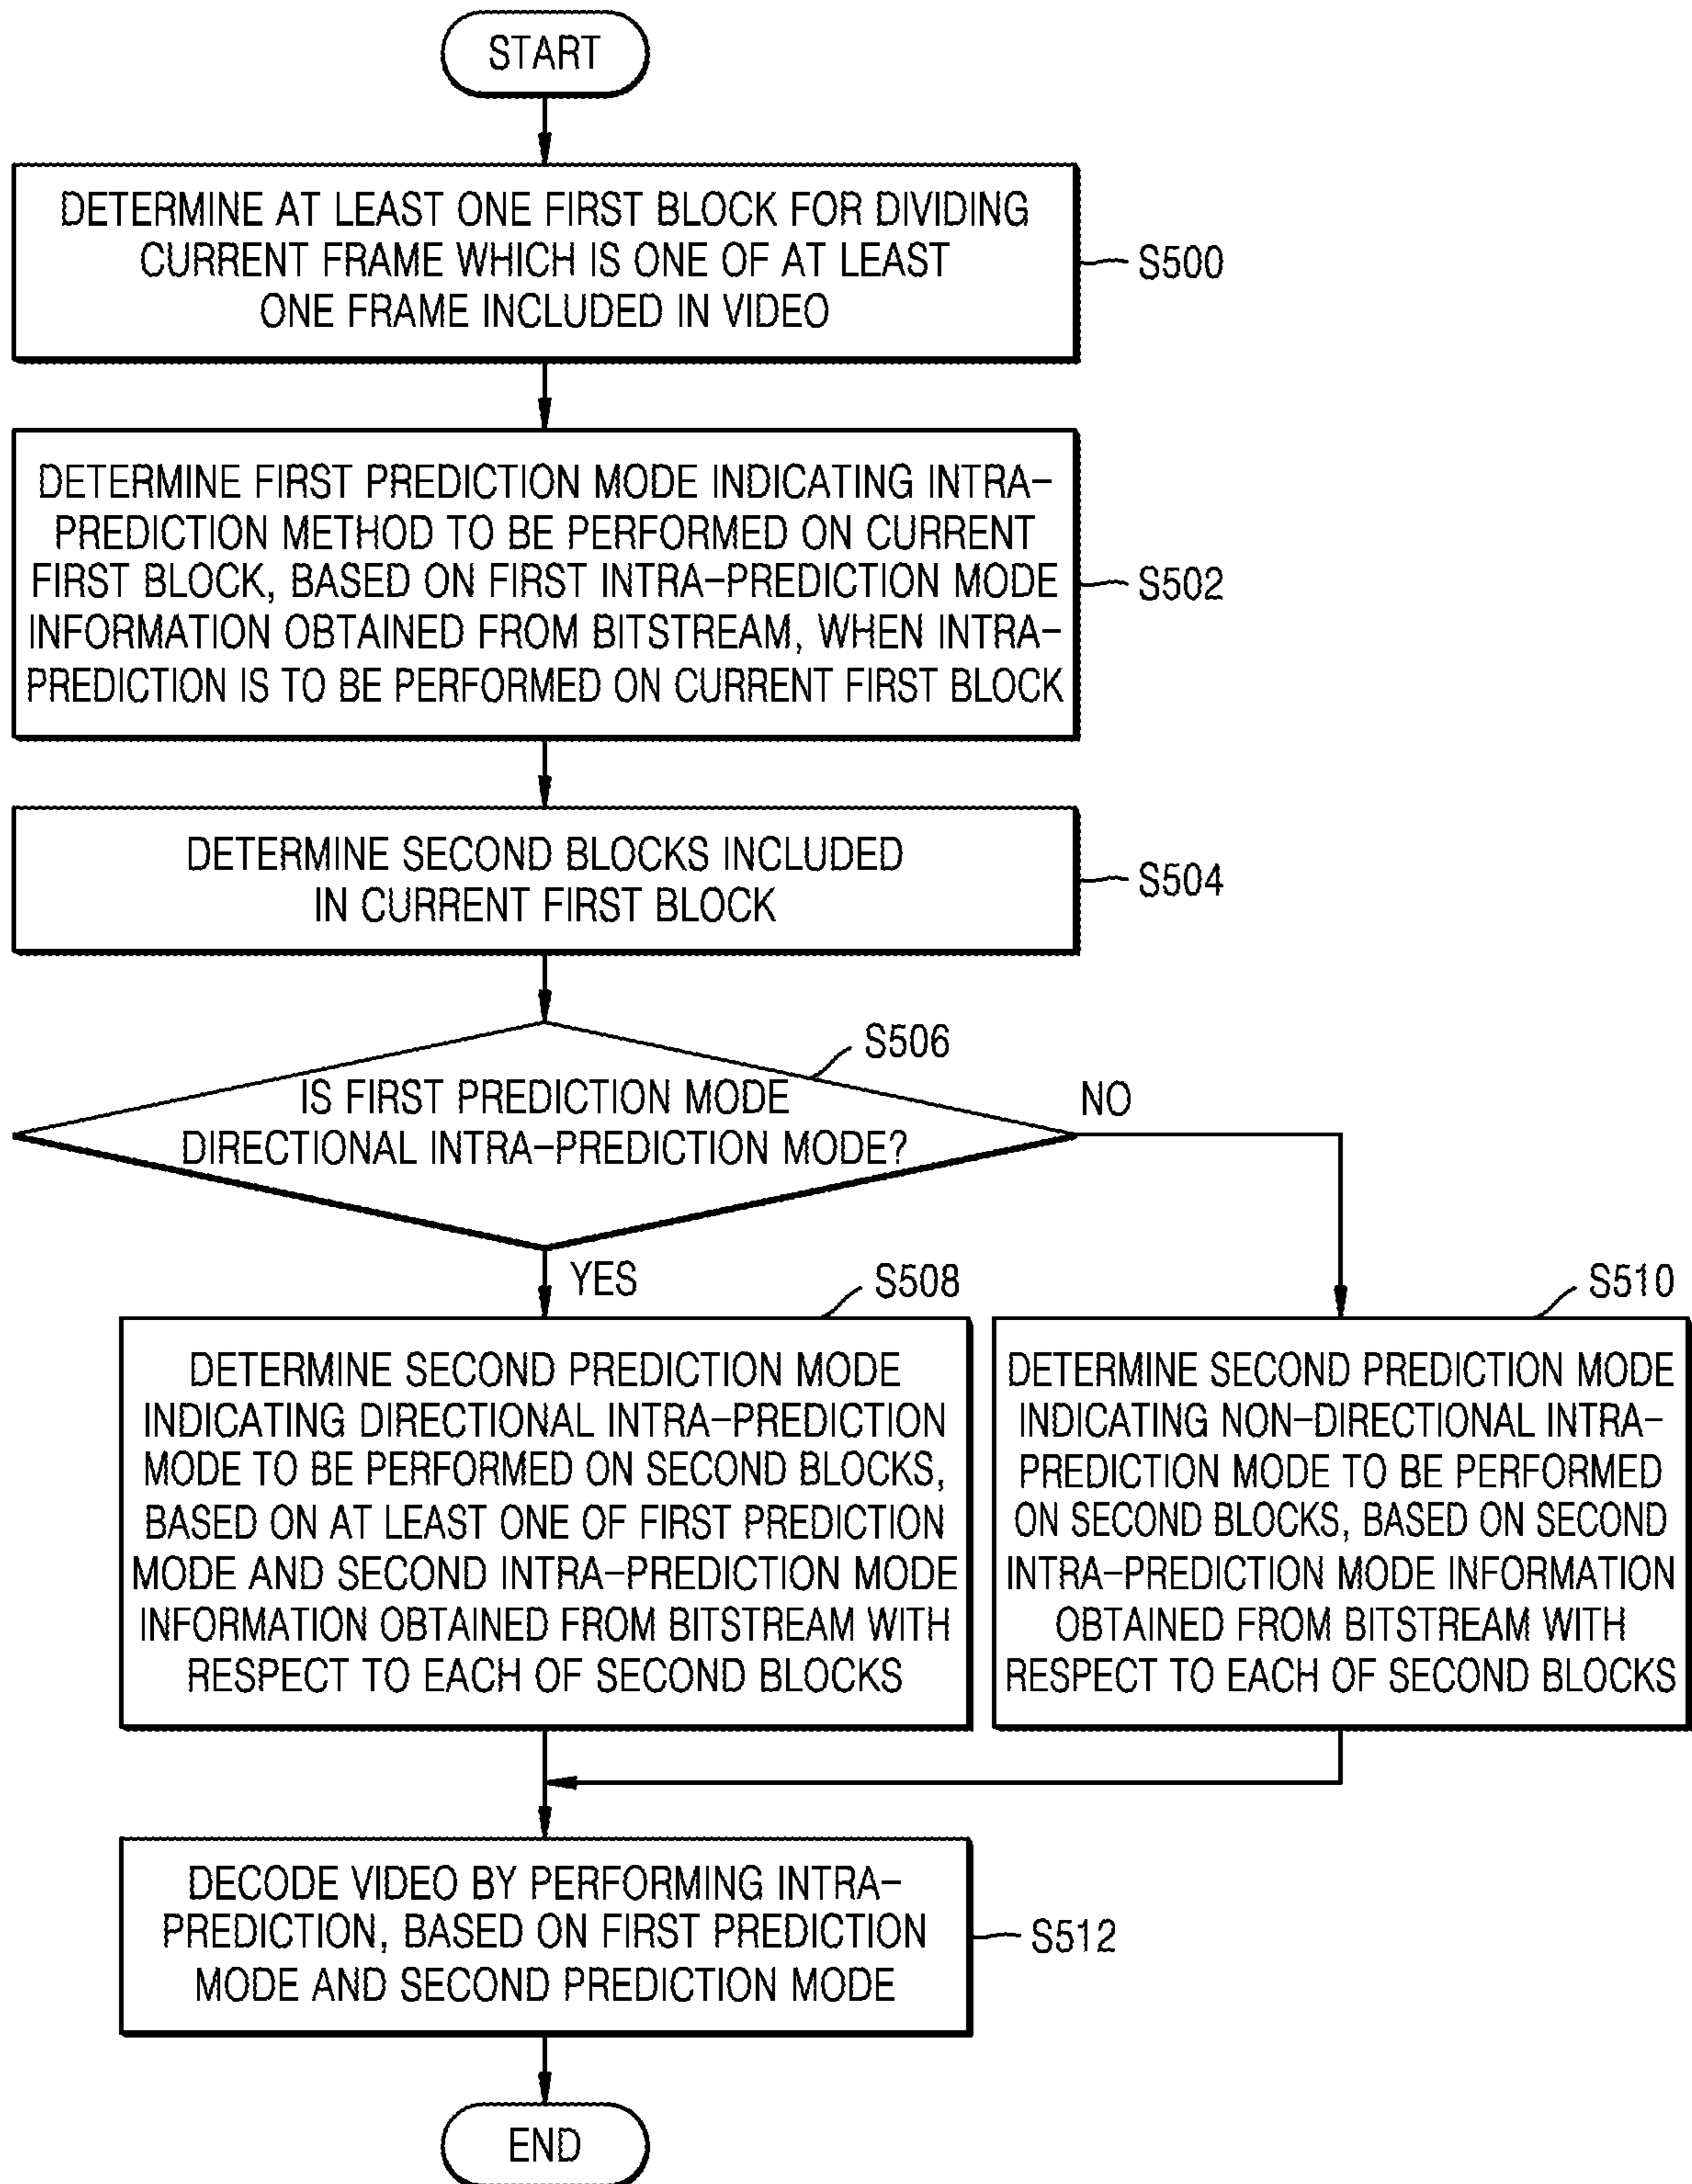 START
DETERMINE AT LEAST ONE FIRST BLOCK FOR DIVIDING
CURRENT FRAME WHICH IS ONE OF AT LEAST
ONE FRAME INCLUDED IN VIDEO
S500
DETERMINE FIRST PREDICTION MODE INDICATING INTRA-
PREDICTION METHOD TO BE PERFORMED ON CURRENT
FIRST BLOCK, BASED ON FIRST INTRA-PREDICTION MODE
INFORMATION OBTAINED FROM BITSTREAM, WHEN INTRA-
PREDICTION IS TO BE PERFORMED ON CURRENT FIRST BLOCK
S502
DETERMINE SECOND BLOCKS INCLUDED
IN CURRENT FIRST BLOCK
S504
S506
IS FIRST PREDICTION MODE
DIRECTIONAL INTRA-PREDICTION MODE?
NO
YES
S508
DETERMINE SECOND PREDICTION MODE
INDICATING DIRECTIONAL INTRA-PREDICTION
MODE TO BE PERFORMED ON SECOND BLOCKS,
BASED ON AT LEAST ONE OF FIRST PREDICTION
MODE AND SECOND INTRA-PREDICTION MODE
INFORMATION OBTAINED FROM BITSTREAM WITH
RESPECT TO EACH OF SECOND BLOCKS
S510
DETERMINE SECOND PREDICTION MODE
INDICATING NON-DIRECTIONAL INTRA-
PREDICTION MODE TO BE PERFORMED
ON SECOND BLOCKS, BASED ON SECOND
INTRA-PREDICTION MODE INFORMATION
OBTAINED FROM BITSTREAM WITH
RESPECT TO EACH OF SECOND BLOCKS
DECODE VIDEO BY PERFORMING INTRA-
PREDICTION, BASED ON FIRST PREDICTION
MODE AND SECOND PREDICTION MODE
S512
END